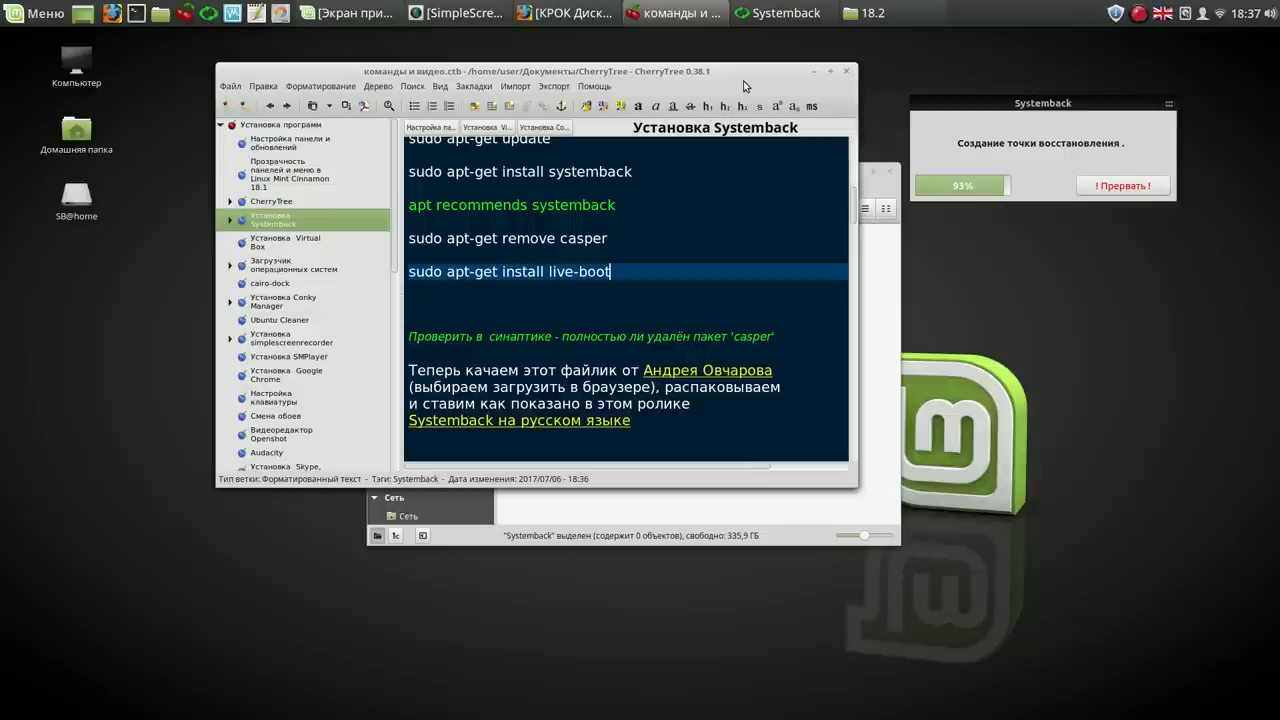 Меню
[Экран при...
[SimpleScre...
[КРОК Диск...
команды и ...
Systemback
18.2
18:37
Компьютер
Домашняя папка
SB@home
команды и видео.ctb - /home/user/Документы/CherryTree - CherryTree 0.38.1
Файл Правка Форматирование Дерево Поиск Вид Закладки Импорт Экспорт Помощь
Установка программ
Настройка панели и
обновлений
Прозрачность
панелей и меню в
Linux Mint Cinnamon
18.1
CherryTree
Установка
Systemback
Установка Virtual
Box
Загрузчик
операционных систем
cairo-dock
Установка Conky
Manager
Ubuntu Cleaner
Установка
simplescreenrecorder
Установка SMPlayer
Установка Google
Chrome
Настройка
клавиатуры
Смена обоев
Видеоредактор
Openshot
Audacity
Установка Skype,
Настройка па...
Установка Vi...
Установка Co...
Установка Systemback
sudo apt-get update
sudo apt-get install systemback
apt recommends systemback
sudo apt-get remove casper
sudo apt-get install live-boot
Проверить в синаптике - полностью ли удалён пакет 'casper'
Теперь качаем этот файлик от Андрея Овчарова
(выбираем загрузить в браузере), распаковываем
и ставим как показано в этом ролике
Systemback на русском языке
Тип ветки: Форматированный текст - Тэги: Systemback - Дата изменения: 2017/07/06 - 18:36
Сеть
Сеть
"Systemback" выделен (содержит 0 объектов), свободно: 335,9 ГБ
Systemback
Создание точки восстановления .
93%
! Прервать !